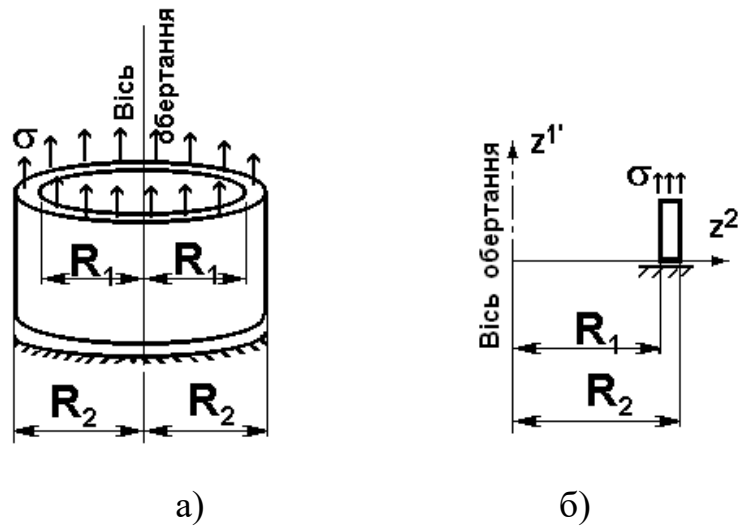 Вісь
обертання
σ
R₁ R₁
R₂ R₂
а)
z¹'
σ
z²
Вісь обертання
R₁
R₂
б)